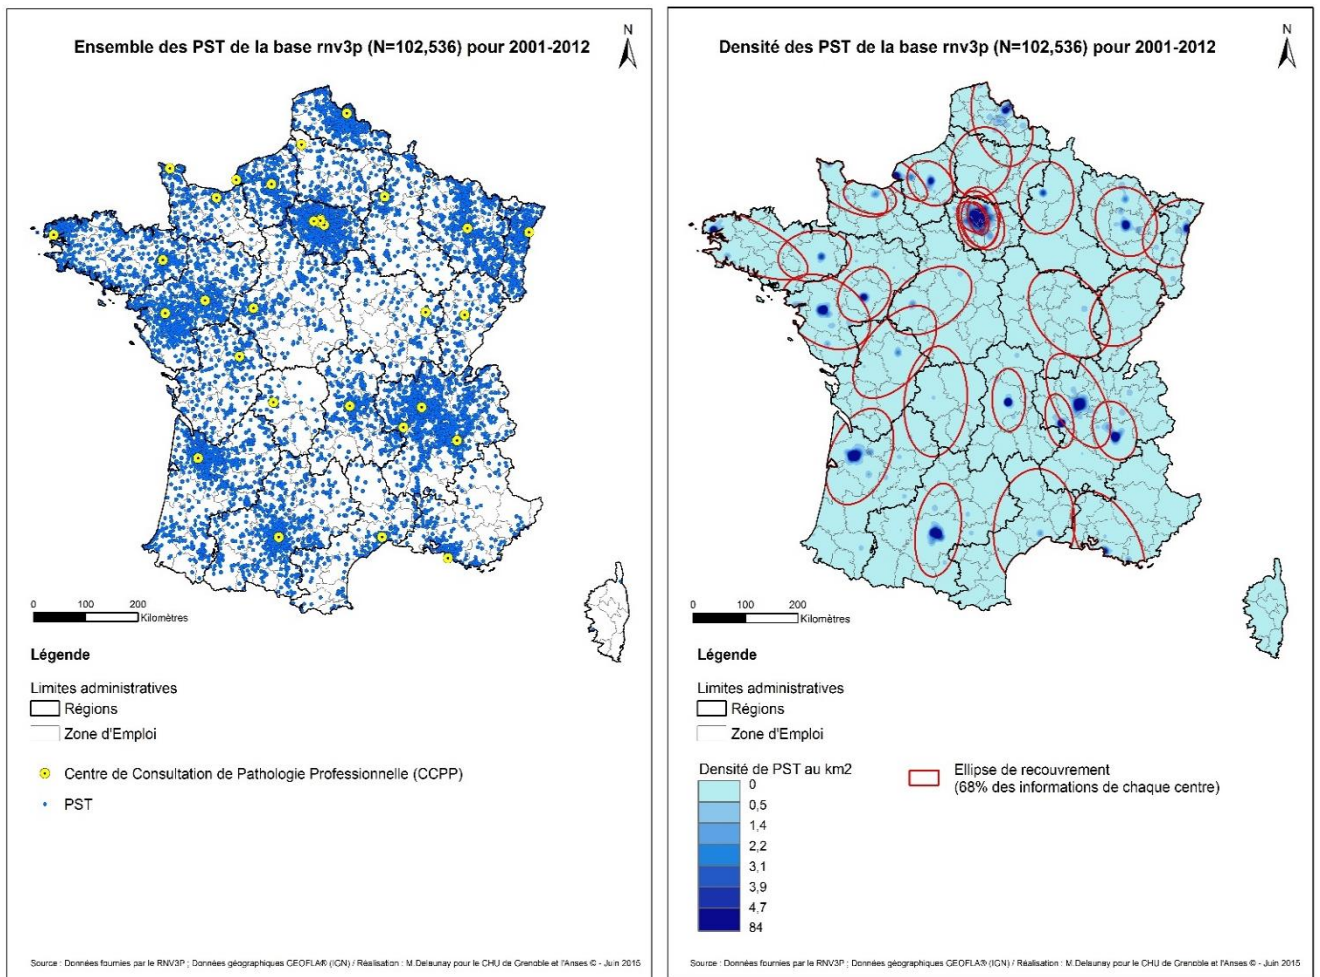 Ensemble des PST de la base rnv3p (N=102,536) pour 2001-2012
N
0 100 200
Kilomètres
Légende
Limites administratives
Régions
Zone d'Emploi
Centre de Consultation de Pathologie Professionnelle (CCPP)
PST
Source : Données fournies par le RNV3P ; Données géographiques GEOFLA® (IGN) / Réalisation : M.Delaunay pour le CHU de Grenoble et l'Anses © - Juin 2015
Densité des PST de la base rnv3p (N=102,536) pour 2001-2012
N
0 100 200
Kilomètres
Légende
Limites administratives
Régions
Zone d'Emploi
Densité de PST au km2
0
0,5
1,4
2,2
3,1
3,9
4,7
84
Ellipse de recouvrement
(68% des informations de chaque centre)
Source : Données fournies par le RNV3P ; Données géographiques GEOFLA® (IGN) / Réalisation : M.Delaunay pour le CHU de Grenoble et l'Anses © - Juin 2015